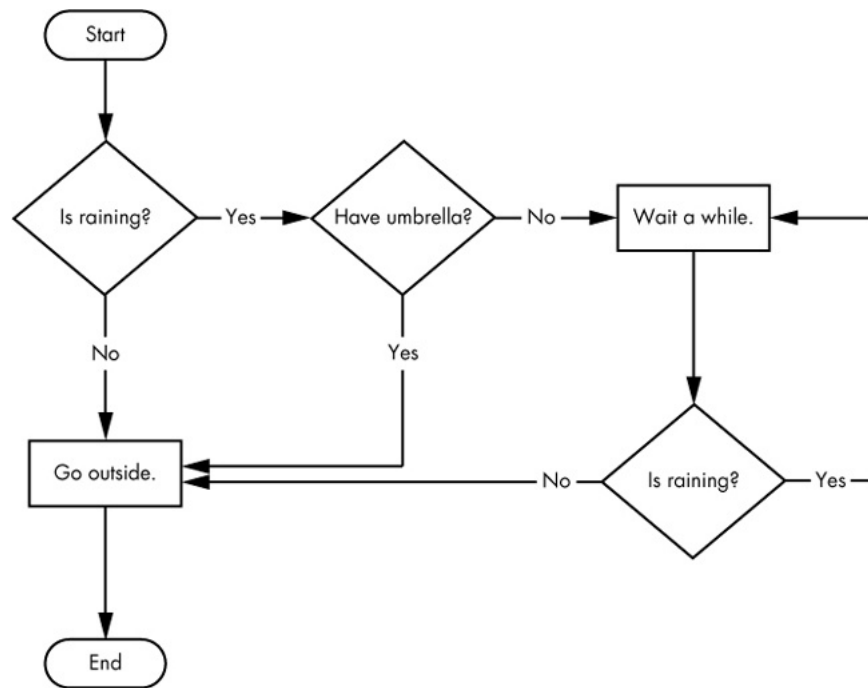 Start
Is raining?
Yes
Have umbrella?
No
Wait a while.
No
Yes
Go outside.
No
Is raining?
Yes
End